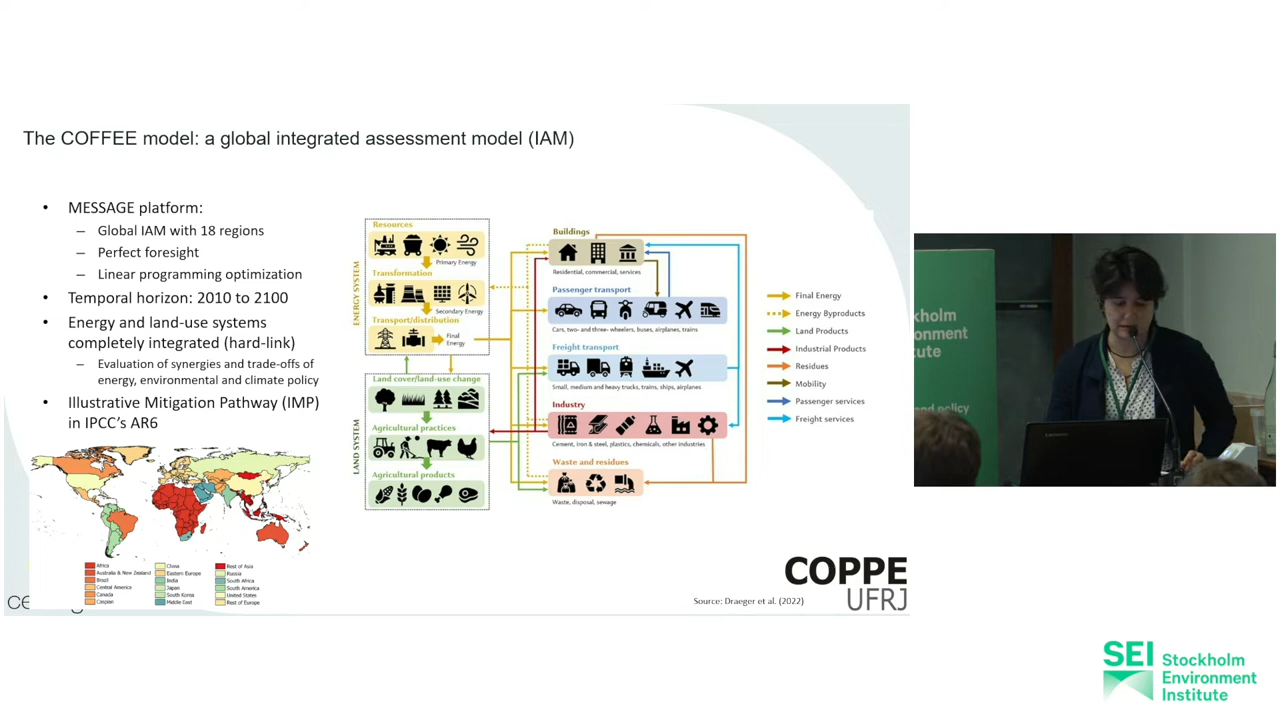 The COFFEE model: a global integrated assessment model (IAM)
• MESSAGE platform:
– Global IAM with 18 regions
– Perfect foresight
– Linear programming optimization
• Temporal horizon: 2010 to 2100
• Energy and land-use systems
completely integrated (hard-link)
– Evaluation of synergies and trade-offs of
energy, environmental and climate policy
• Illustrative Mitigation Pathway (IMP)
in IPCC's AR6
Africa
Australia & New Zealand
Brazil
Central America
Canada
Caspian
China
Eastern Europe
India
Japan
South Korea
Middle East
Rest of Asia
Russia
South Africa
South America
United States
Rest of Europe
ENERGY SYSTEM
Resources
Primary Energy
Transformation
Secondary Energy
Transport/distribution
Final
Energy
LAND SYSTEM
Land cover/land-use change
Agricultural practices
Agricultural products
Buildings
Residential, commercial, services
Passenger transport
Cars, two- and three- wheelers, buses, airplanes, trains
Freight transport
Small, medium and heavy trucks, trains, ships, airplanes
Industry
Cement, iron & steel, plastics, chemicals, other industries
Waste and residues
Waste, disposal, sewage
Final Energy
Energy Byproducts
Land Products
Industrial Products
Residues
Mobility
Passenger services
Freight services
Source: Draeger et al. (2022)
COPPE
UFRJ
kholm
onment
tute
nd policy
Lenovo
SEI Stockholm
Environment
Institute